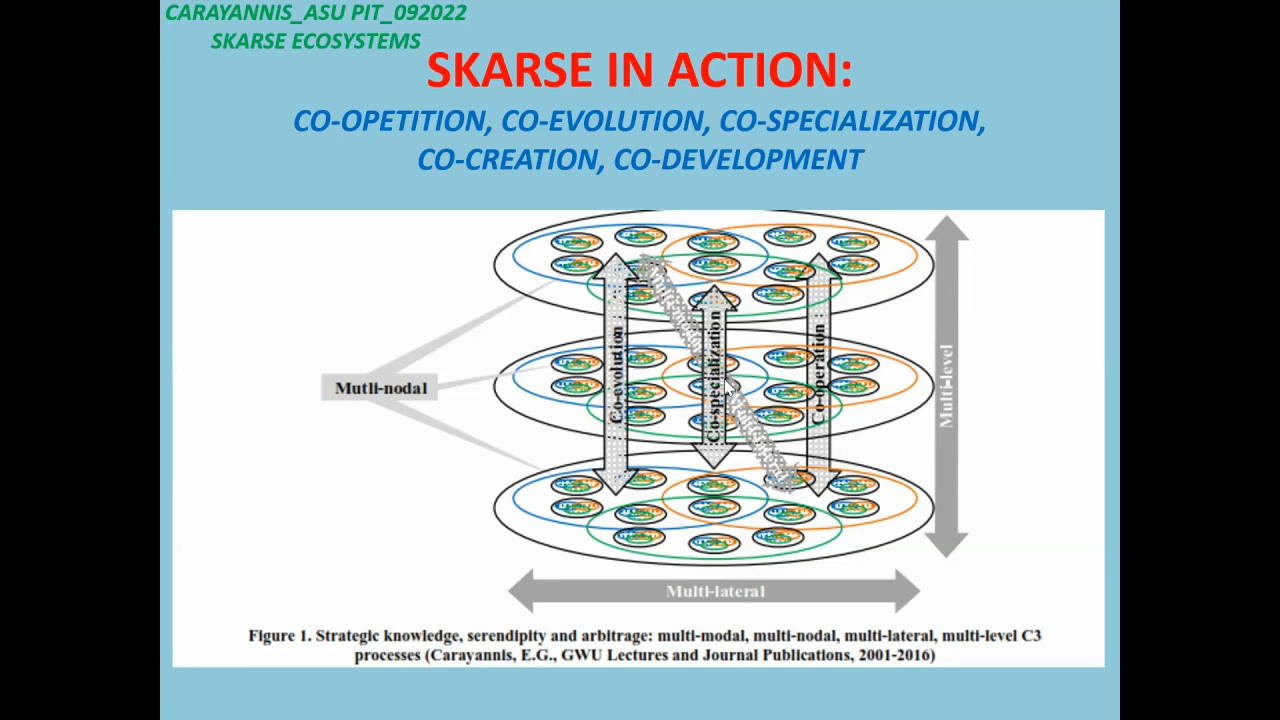 CARAYANNIS_ASU PIT_092022
SKARSE ECOSYSTEMS
SKARSE IN ACTION:
CO-OPETITION, CO-EVOLUTION, CO-SPECIALIZATION,
CO-CREATION, CO-DEVELOPMENT
Mutli-nodal
Co-evolution
Co-specialization
Co-operation
Multi-level
Multi-lateral
Figure 1. Strategic knowledge, serendipity and arbitrage: multi-modal, multi-nodal, multi-lateral, multi-level C3
processes (Carayannis, E.G., GWU Lectures and Journal Publications, 2001-2016)